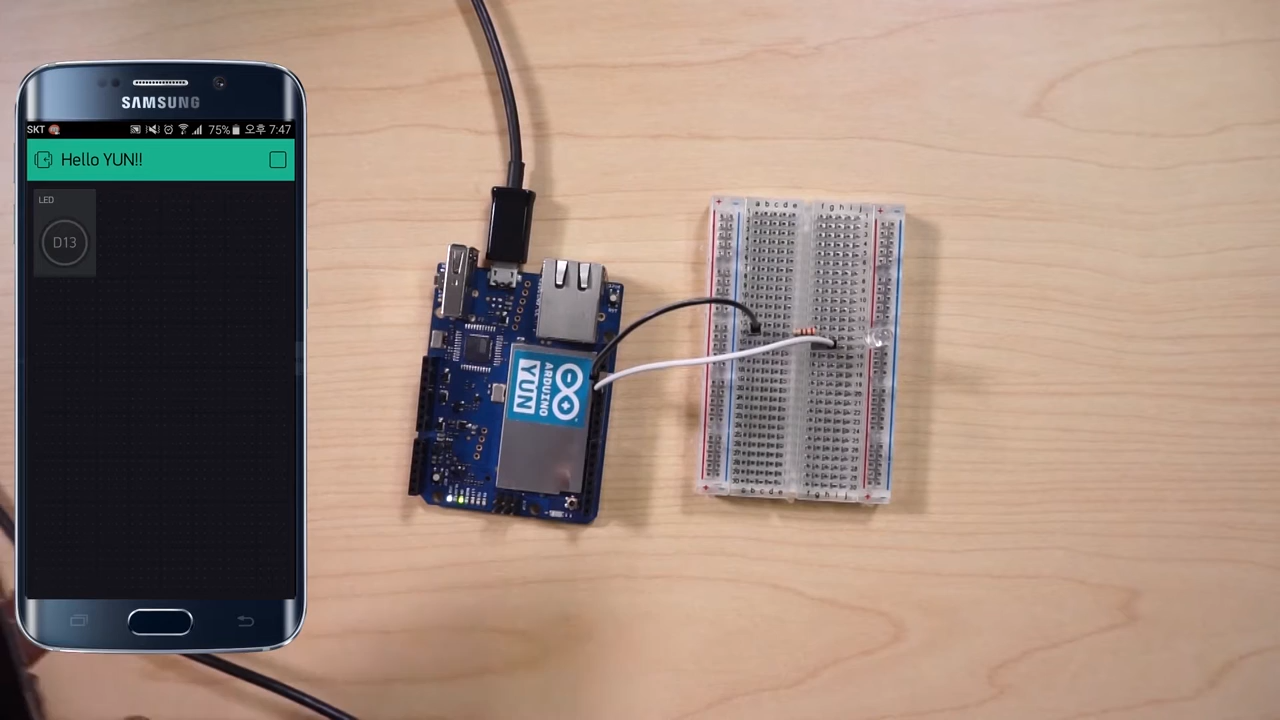 SAMSUNG
SKT 75% 오후 7:47
Hello YUN!!
LED
D13
ARDUINO
YUN
a b c d e
f g h i j
a b c d e
f g h i j